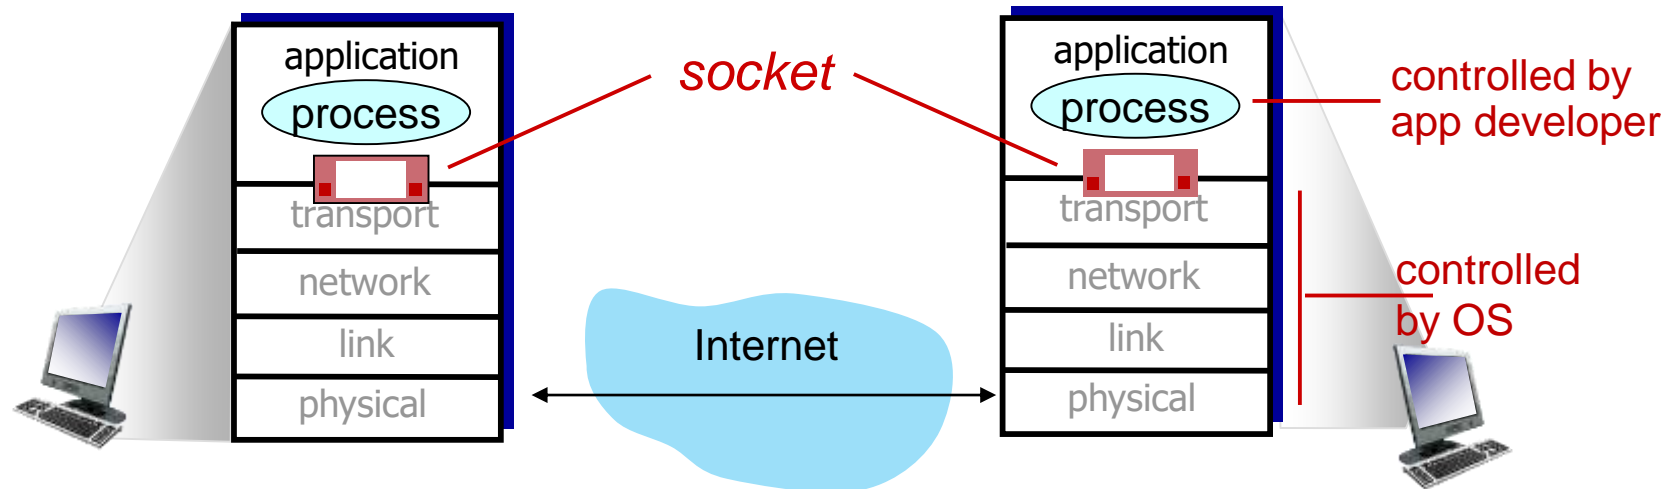 application
process
transport
network
link
physical
socket
Internet
application
process
transport
network
link
physical
controlled by
app developer
controlled
by OS